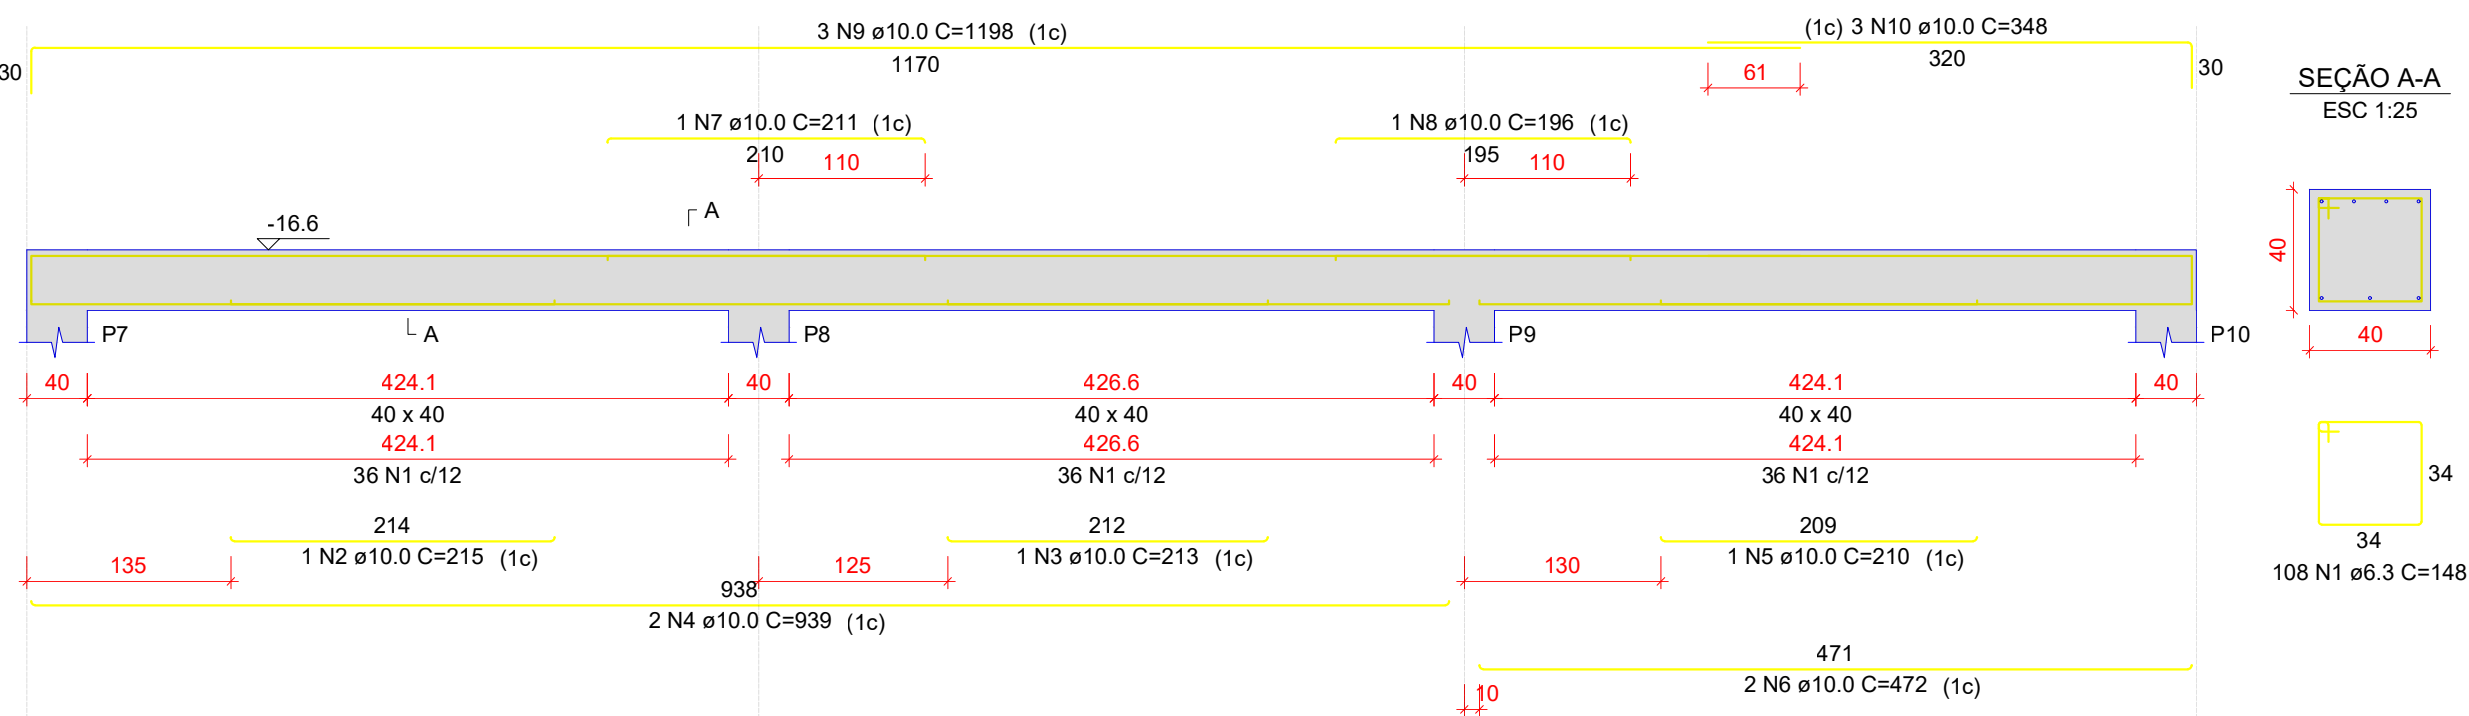 3 N9 ø10.0 C=1198 (1c)
(1c) 3 N10 ø10.0 C=348
1170
320
30
61
30
SEÇÃO A-A
ESC 1:25
1 N7 ø10.0 C=211 (1c)
1 N8 ø10.0 C=196 (1c)
210
110
195
110
A
-16.6
40
A
P7
P8
P9
P10
40
40
424.1
40
426.6
40
424.1
40
40 x 40
40 x 40
40 x 40
424.1
426.6
424.1
36 N1 c/12
36 N1 c/12
36 N1 c/12
34
34
108 N1 ø6.3 C=148
214
212
209
1 N2 ø10.0 C=215 (1c)
1 N3 ø10.0 C=213 (1c)
1 N5 ø10.0 C=210 (1c)
135
125
130
938
2 N4 ø10.0 C=939 (1c)
471
2 N6 ø10.0 C=472 (1c)
10